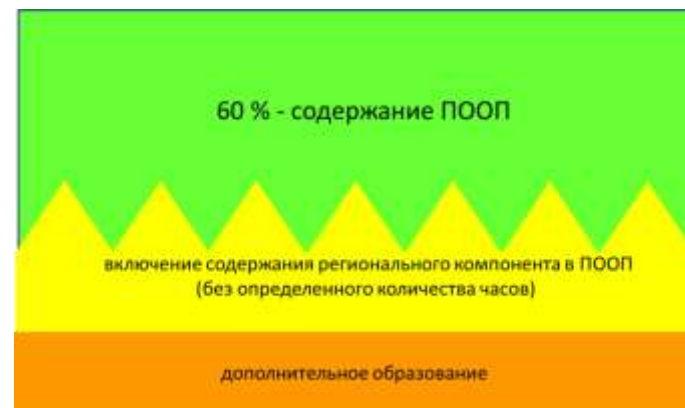 60 % - содержание ПООП
включение содержания регионального компонента в ПООП
(без определенного количества часов)
дополнительное образование